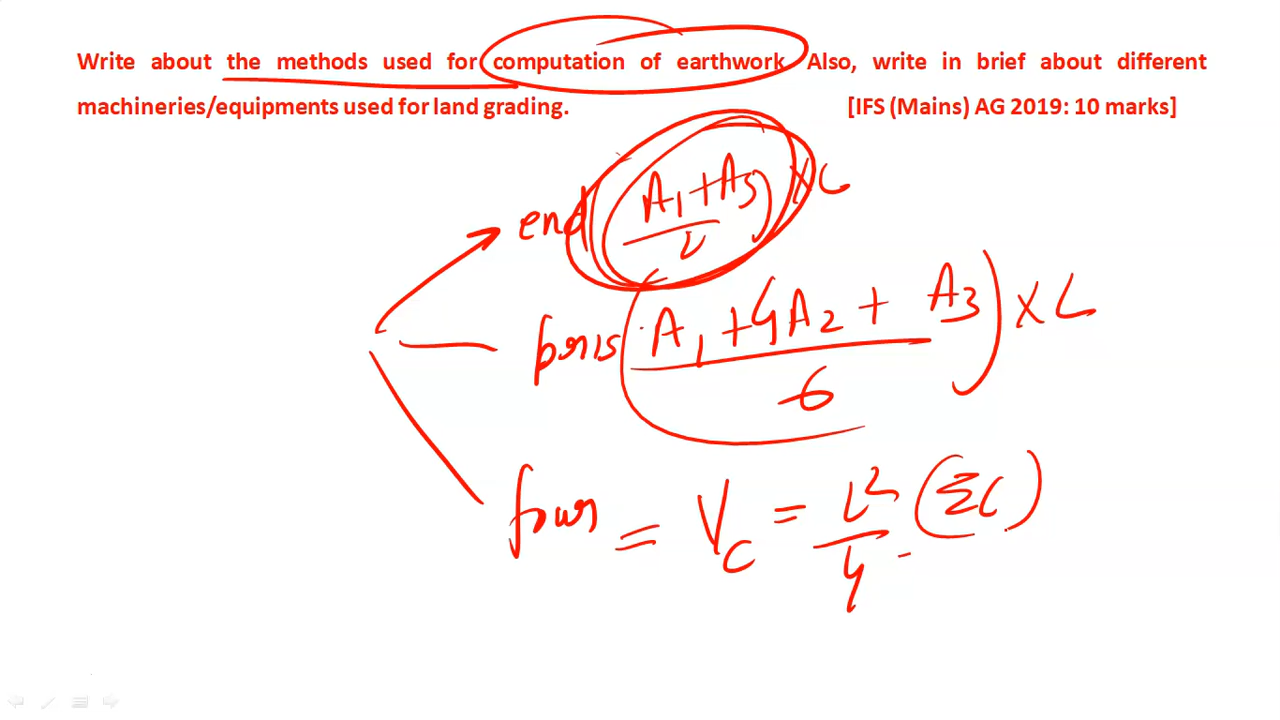 Write about the methods used for computation of earthwork. Also, write in brief about different
machineries/equipments used for land grading. [IFS (Mains) AG 2019: 10 marks]
end (A1 + A3)/2 × L
(A1 + 4A2 + A3)/6 × L
four = Vc = L²/4 (ΣC)